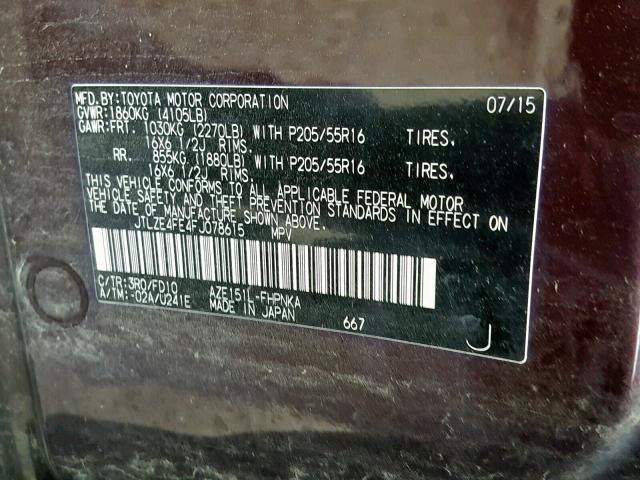 MFD.BY:TOYOTA MOTOR CORPORATION 07/15
GVWR:1860KG (4105LB)
GAWR:FRT. 1030KG (2270LB) WITH P205/55R16 TIRES,
16X6 1/2J RIMS.
RR. 855KG (1880LB) WITH P205/55R16 TIRES,
16X6 1/2J RIMS.
THIS VEHICLE CONFORMS TO ALL APPLICABLE FEDERAL MOTOR
VEHICLE SAFETY AND THEFT PREVENTION STANDARDS IN EFFECT ON
THE DATE OF MANUFACTURE SHOWN ABOVE.
JTLZE4FE4FJ078615 MPV
C/TR:3R0/FD10 AZE151L-FHPNKA
A/TM:-02A/U241E MADE IN JAPAN
667 J